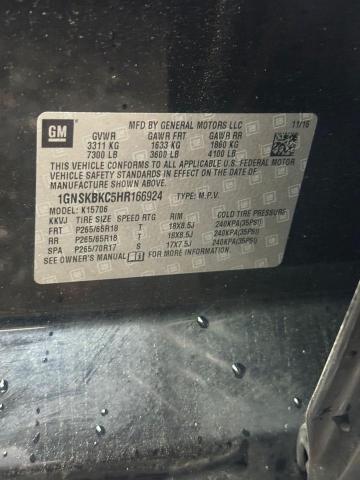 GM
MFD BY GENERAL MOTORS LLC 11/16
GVWR GAWR FRT GAWR RR
3311 KG 1633 KG 1860 KG
7300 LB 3600 LB 4100 LB
THIS VEHICLE CONFORMS TO ALL APPLICABLE U.S. FEDERAL MOTOR
VEHICLE SAFETY STANDARDS IN EFFECT ON THE DATE OF
MANUFACTURE SHOWN ABOVE.
1GNSKBKC5HR166924 TYPE: M.P.V.
MODEL: K15706
KKVJ TIRE SIZE SPEED RTG RIM COLD TIRE PRESSURE
FRT P265/65R18 T 18X8.5J 240KPA(35PSI)
RR P265/65R18 T 18X8.5J 240KPA(35PSI)
SPA P265/70R17 S 17X7.5J 240KPA(35PSI)
SEE OWNER'S MANUAL FOR ADDITIONAL INFORMATION.